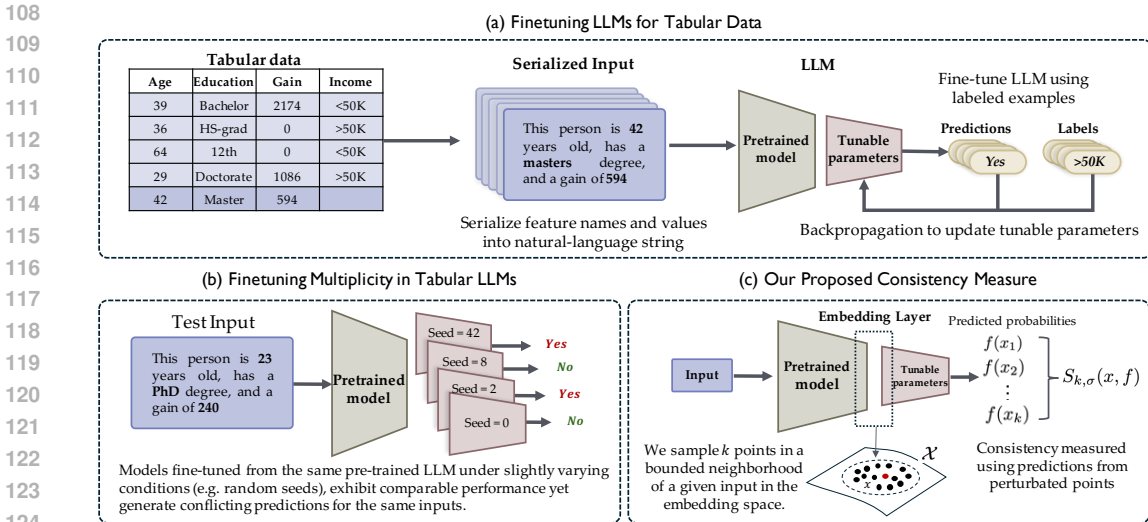 108
109
110
111
112
113
114
115
116
117
118
119
120
121
122
123
124
(a) Finetuning LLMs for Tabular Data
Tabular data
Age Education Gain Income
39 Bachelor 2174 <50K
36 HS-grad 0 >50K
64 12th 0 <50K
29 Doctorate 1086 >50K
42 Master 594
Serialized Input
This person is 42
years old, has a
masters degree,
and a gain of 594
Serialize feature names and values
into natural-language string
LLM
Pretrained
model
Tunable
parameters
Fine-tune LLM using
labeled examples
Predictions
Yes
Labels
>50K
Backpropagation to update tunable parameters
(b) Finetuning Multiplicity in Tabular LLMs
Test Input
This person is 23
years old, has a
PhD degree, and a
gain of 240
Pretrained
model
Seed = 42
Yes
Seed = 8
No
Seed = 2
Yes
Seed = 0
No
Models fine-tuned from the same pre-trained LLM under slightly varying
conditions (e.g. random seeds), exhibit comparable performance yet
generate conflicting predictions for the same inputs.
(c) Our Proposed Consistency Measure
Embedding Layer
Input
Pretrained
model
Tunable
parameters
Predicted probabilities
f(x₁)
f(x₂)
⋮
f(xₖ)
Sₖ,σ(x, f)
We sample k points in a
bounded neighborhood
of a given input in the
embedding space.
𝒳
x
Consistency measured
using predictions from
perturbated points